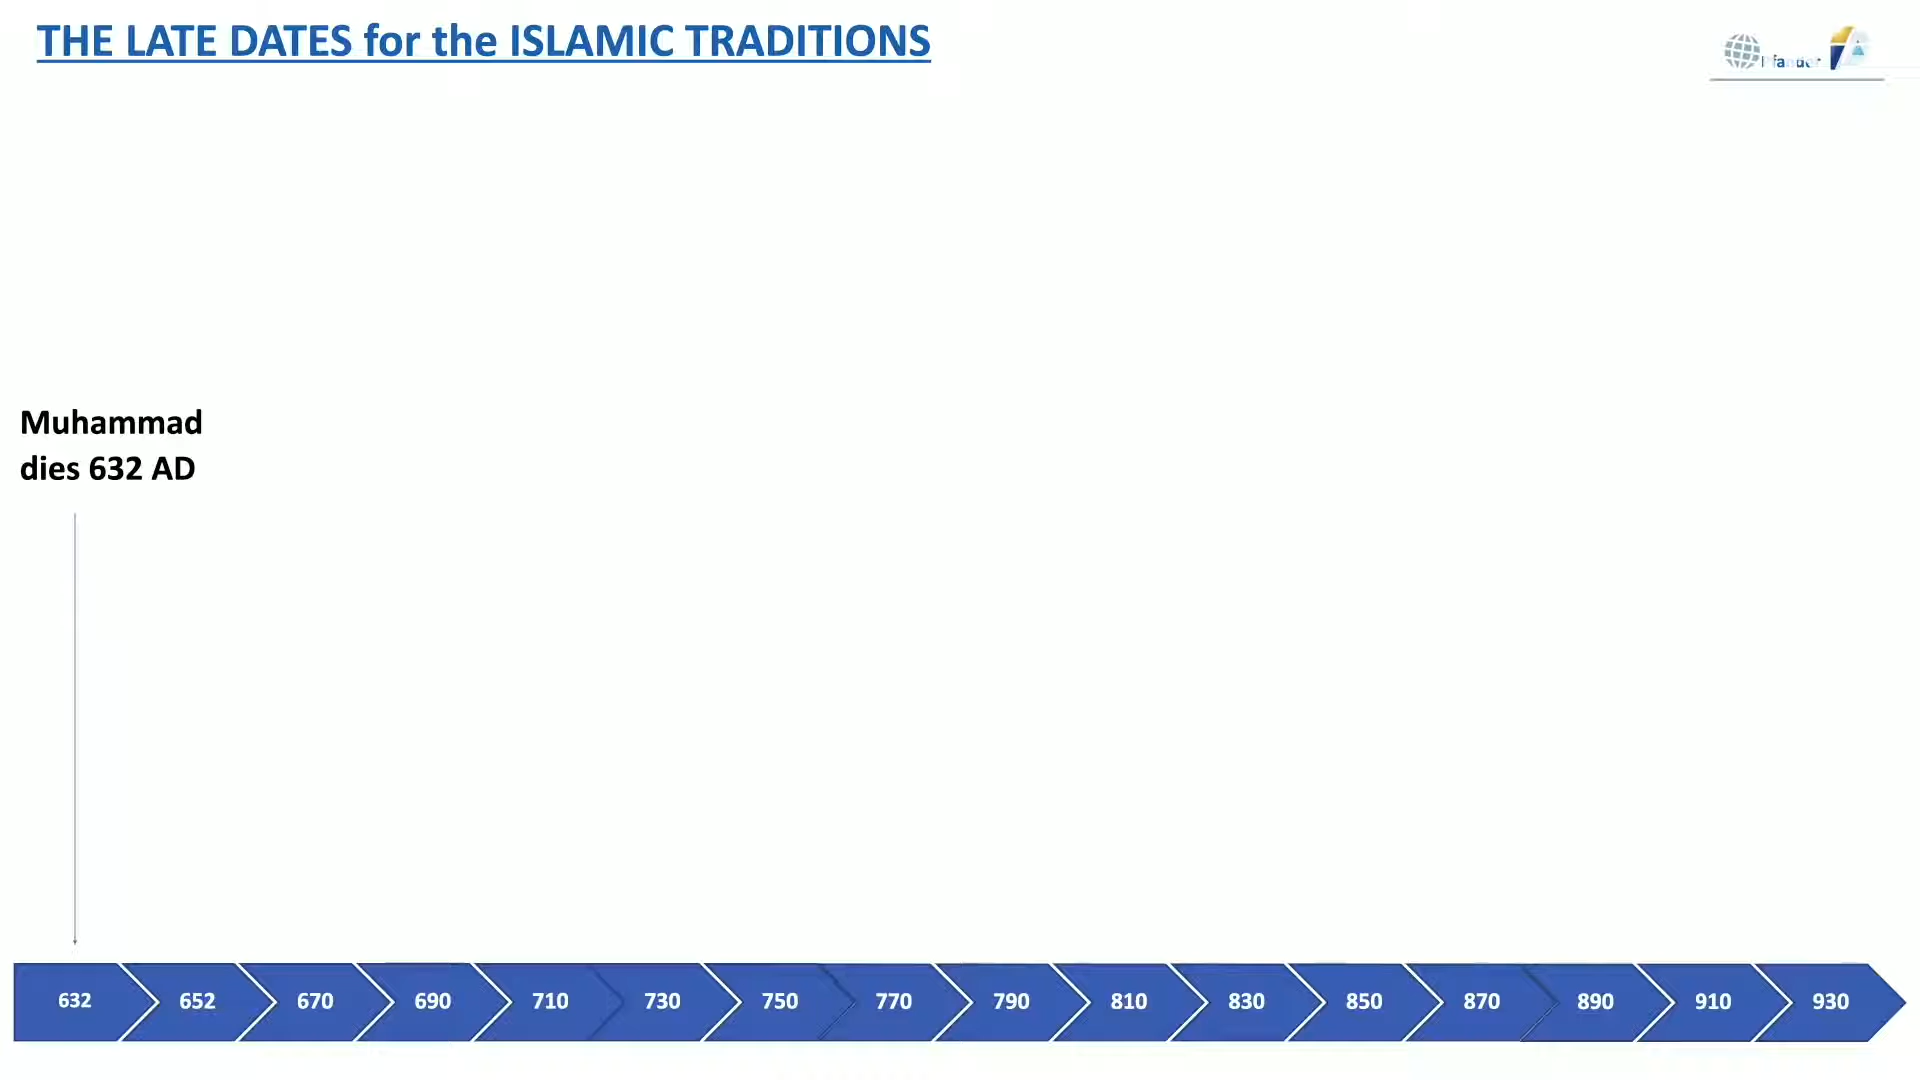 THE LATE DATES for the ISLAMIC TRADITIONS
Muhammad
dies 632 AD
632 652 670 690 710 730 750 770 790 810 830 850 870 890 910 930